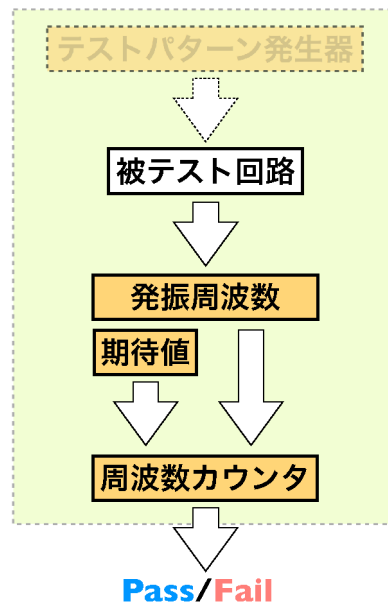 テストパターン発生器
被テスト回路
発振周波数
期待値
周波数カウンタ
Pass/Fail